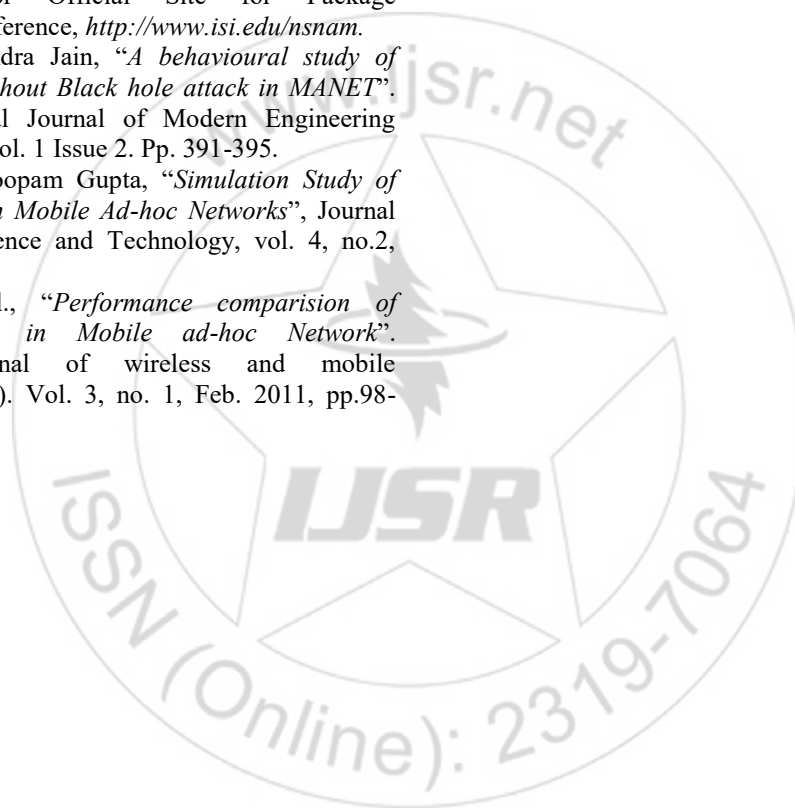 Official Site for Package
ference, http://www.isi.edu/nsnam.
dra Jain, “A behavioural study of
hout Black hole attack in MANET”.
l Journal of Modern Engineering
ol. 1 Issue 2. Pp. 391-395.
oopam Gupta, “Simulation Study of
n Mobile Ad-hoc Networks”, Journal
ence and Technology, vol. 4, no.2,
l., “Performance comparision of
in Mobile ad-hoc Network”.
nal of wireless and mobile
). Vol. 3, no. 1, Feb. 2011, pp.98-
www.ijsr.net
IJSR
ISSN (Online): 2319-7064